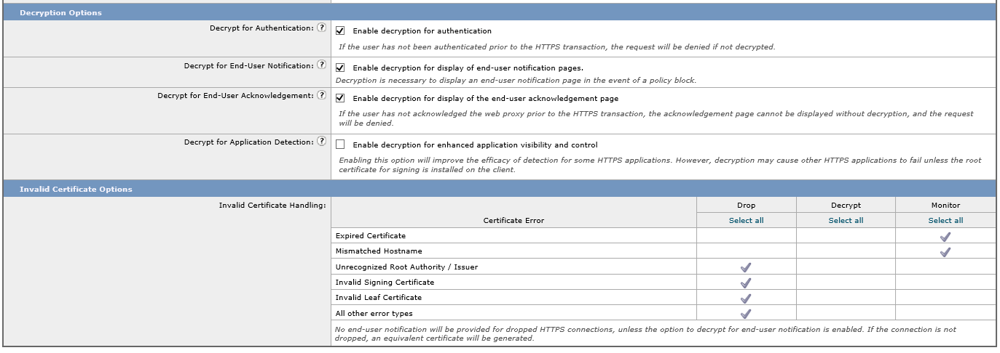 Decryption Options
Decrypt for Authentication: ?
Enable decryption for authentication
If the user has not been authenticated prior to the HTTPS transaction, the request will be denied if not decrypted.
Decrypt for End-User Notification: ?
Enable decryption for display of end-user notification pages.
Decryption is necessary to display an end-user notification page in the event of a policy block.
Decrypt for End-User Acknowledgement: ?
Enable decryption for display of the end-user acknowledgement page
If the user has not acknowledged the web proxy prior to the HTTPS transaction, the acknowledgement page cannot be displayed without decryption, and the request
will be denied.
Decrypt for Application Detection: ?
Enable decryption for enhanced application visibility and control
Enabling this option will improve the efficacy of detection for some HTTPS applications. However, decryption may cause other HTTPS applications to fail unless the root
certificate for signing is installed on the client.
Invalid Certificate Options
Invalid Certificate Handling:
Certificate Error
Drop Decrypt Monitor
Select all Select all Select all
Expired Certificate
Mismatched Hostname
Unrecognized Root Authority / Issuer
Invalid Signing Certificate
Invalid Leaf Certificate
All other error types
No end-user notification will be provided for dropped HTTPS connections, unless the option to decrypt for end-user notification is enabled. If the connection is not
dropped, an equivalent certificate will be generated.